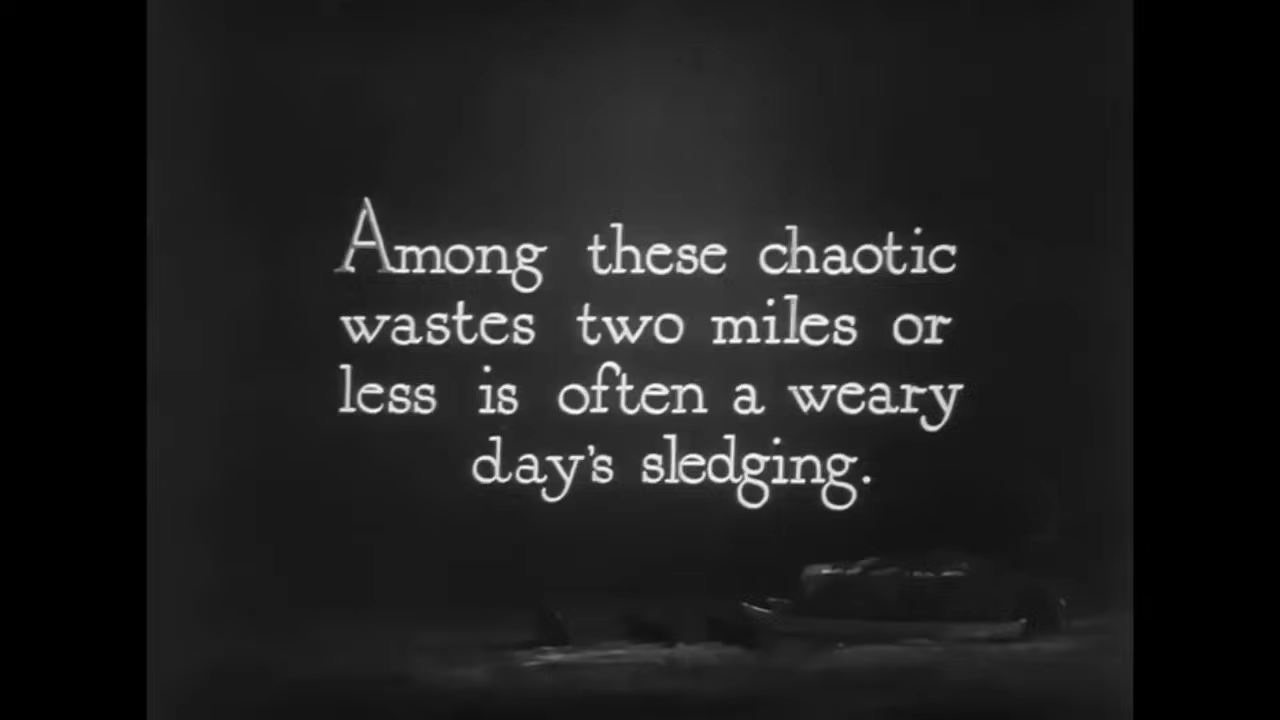 Among these chaotic
wastes two miles or
less is often a weary
day's sledging.